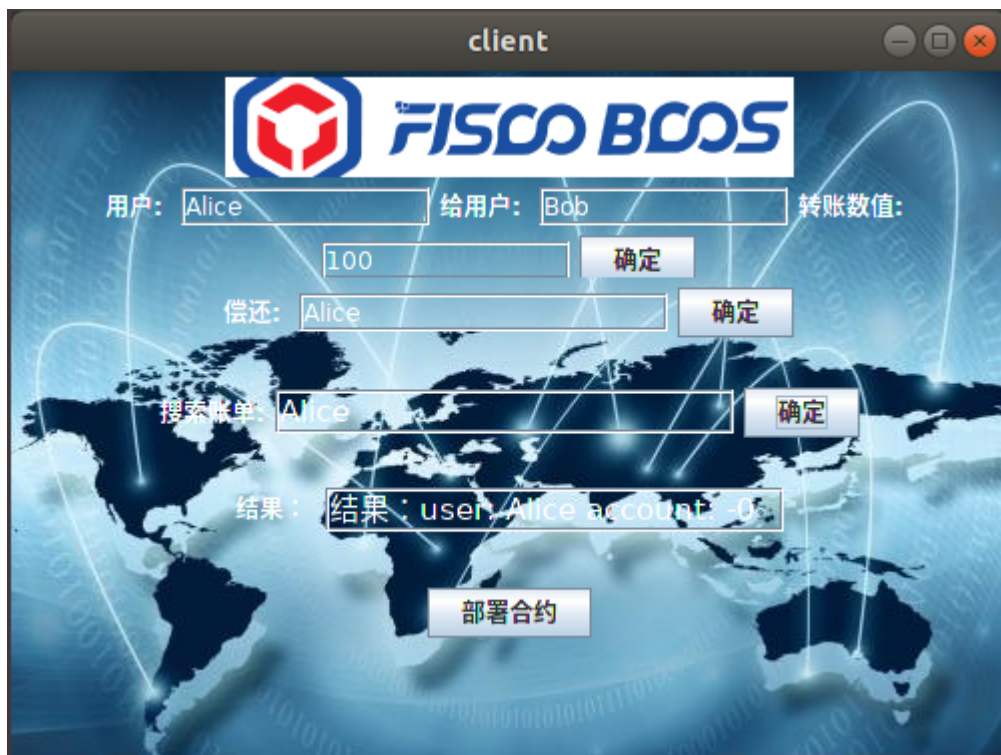 client
FISCO BCOS
用户: Alice 给用户: Bob 转账数值:
100 确定
偿还: Alice 确定
搜索账单: Alice 确定
结果： 结果：user: Alice account: -0
部署合约